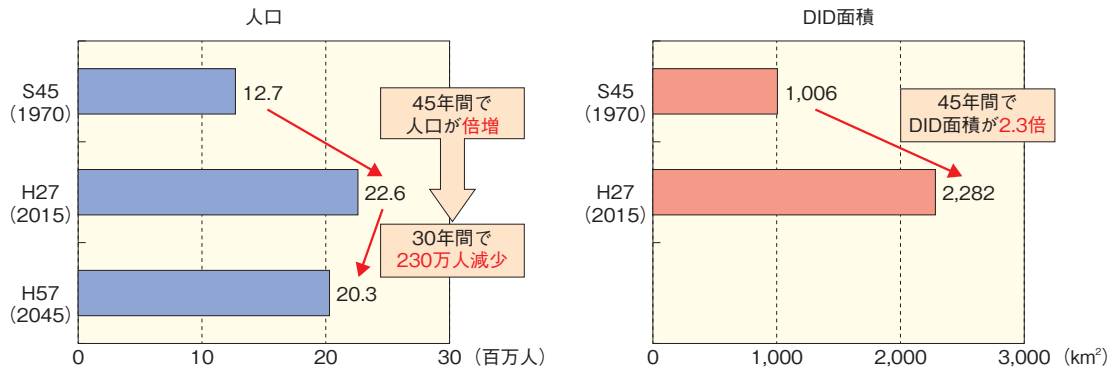 人口
S45
（1970）
12.7
45年間で
人口が倍増
H27
（2015）
22.6
30年間で
230万人減少
H57
（2045）
20.3
0 10 20 30 （百万人）
DID面積
S45
（1970）
1,006
45年間で
DID面積が2.3倍
H27
（2015）
2,282
0 1,000 2,000 3,000 （km²）